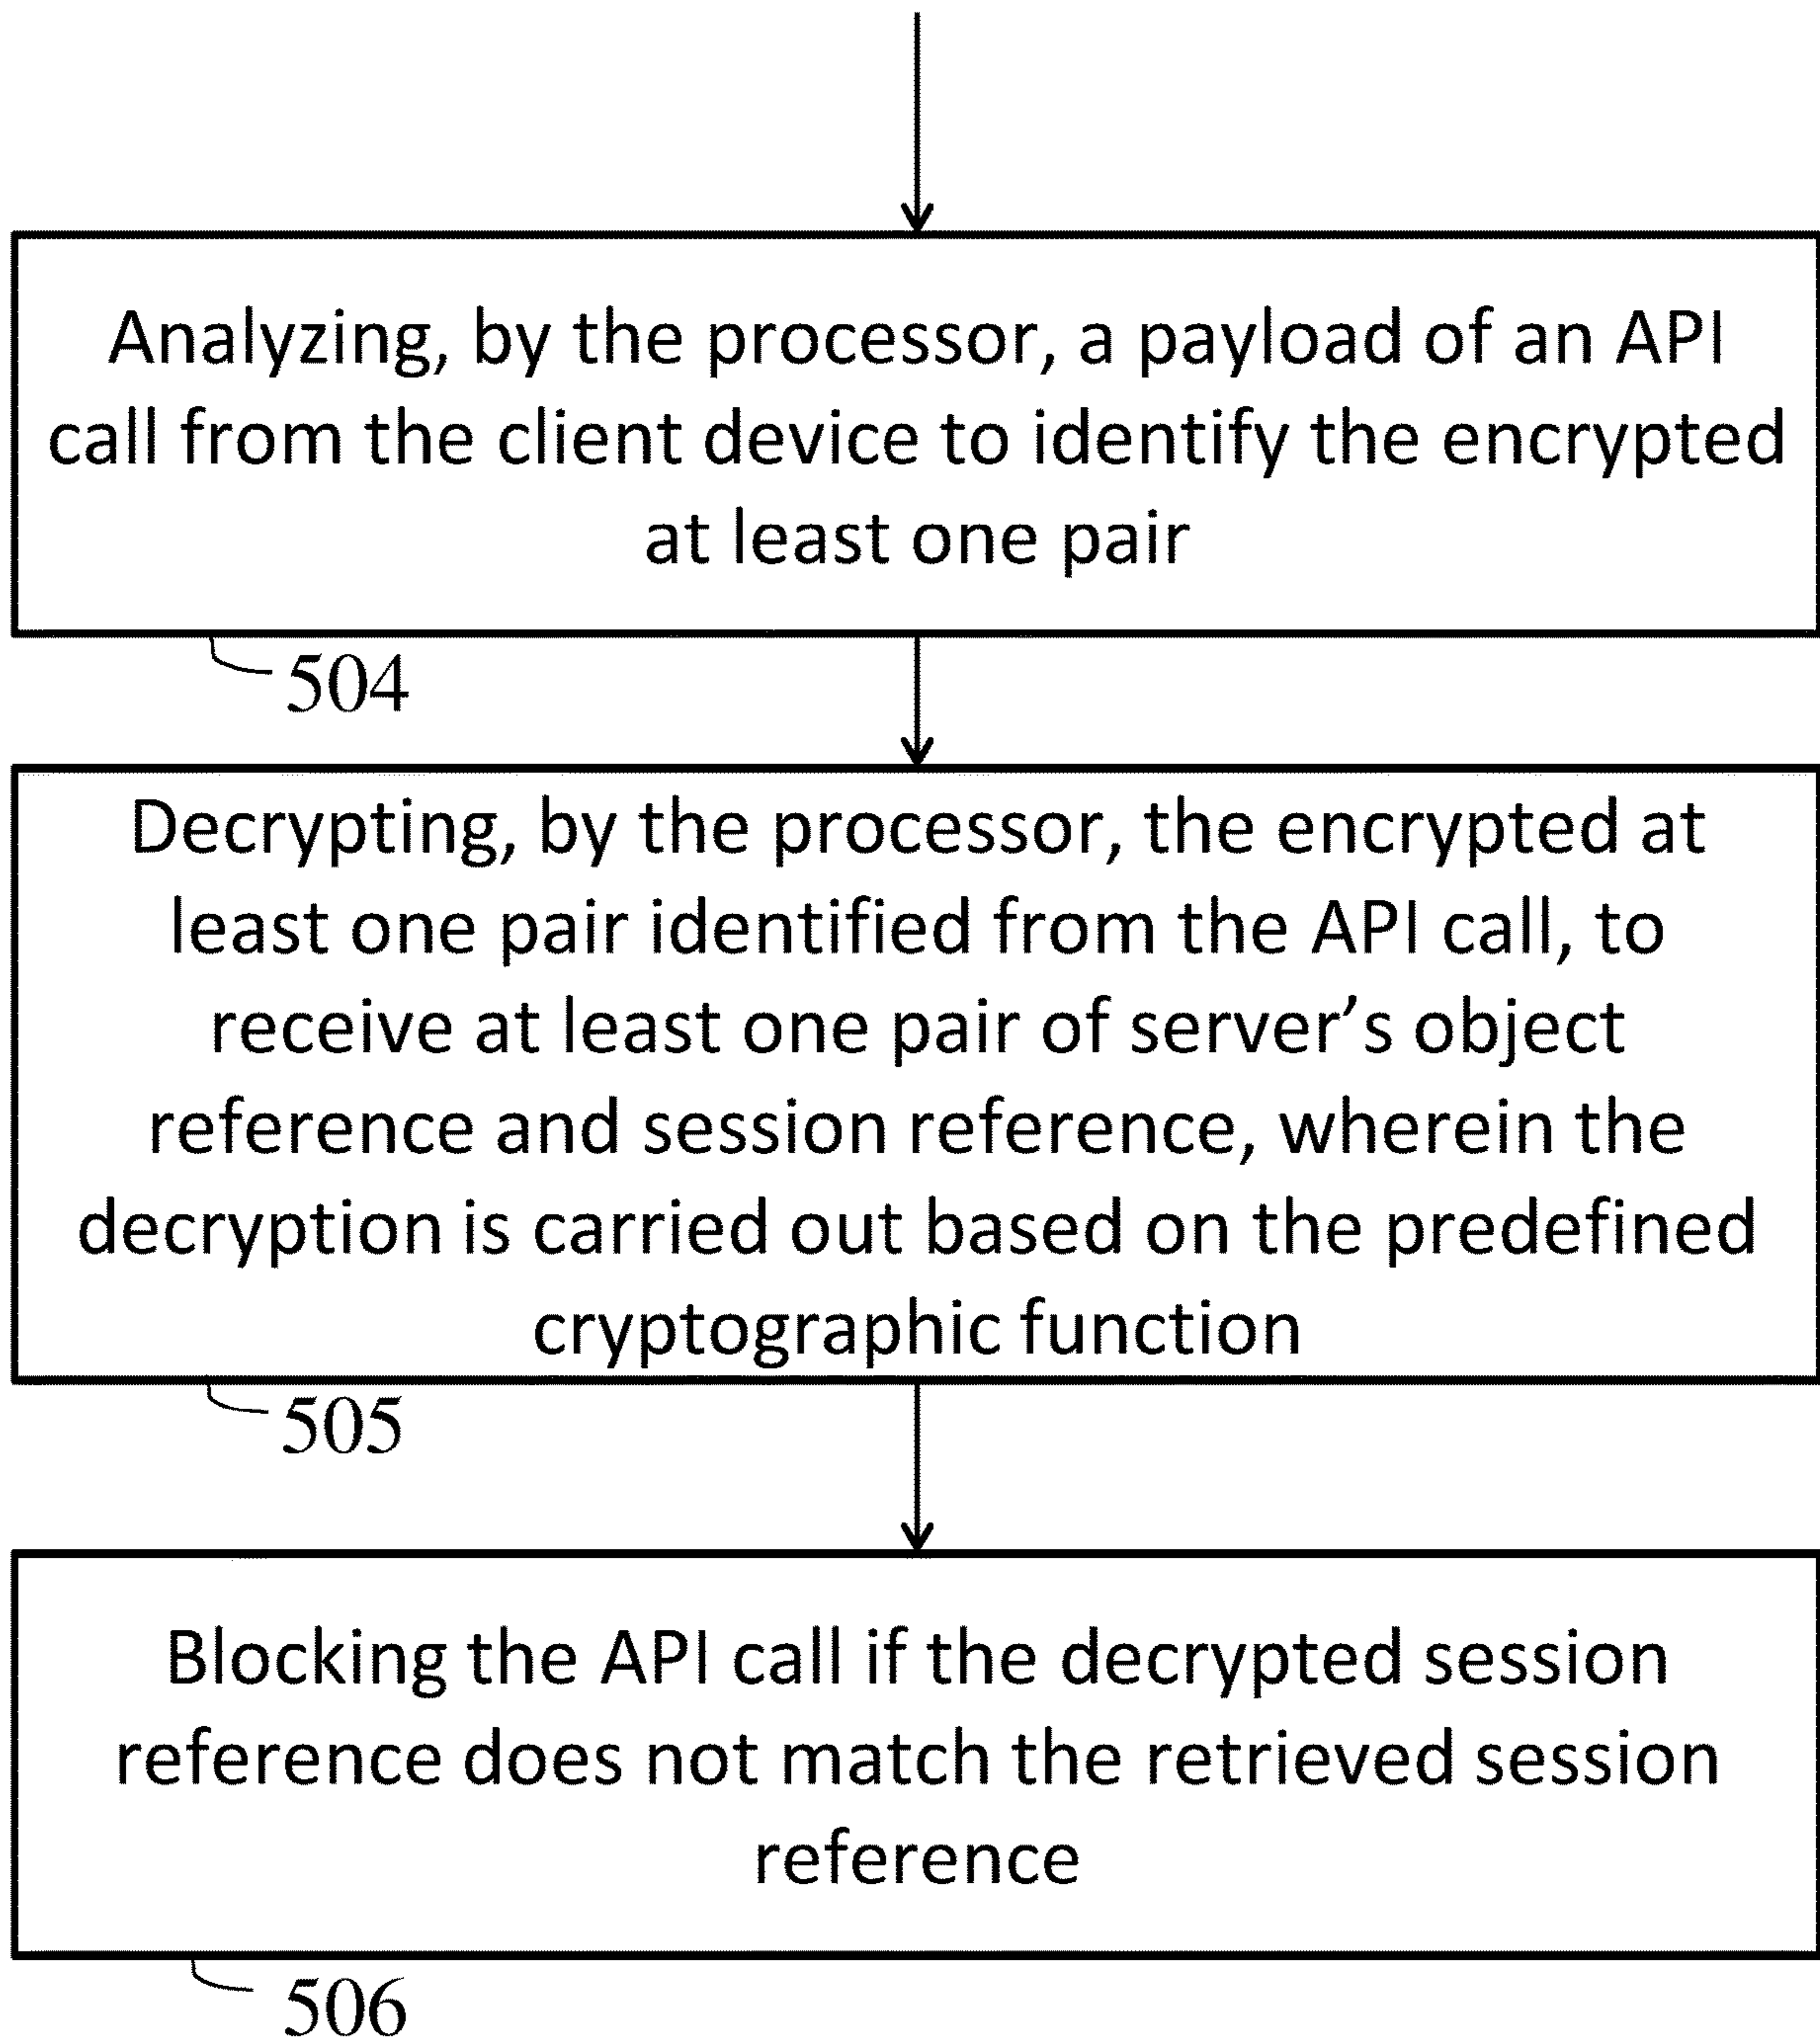 Analyzing, by the processor, a payload of an API
call from the client device to identify the encrypted
at least one pair
504
Decrypting, by the processor, the encrypted at
least one pair identified from the API call, to
receive at least one pair of server’s object
reference and session reference, wherein the
decryption is carried out based on the predefined
cryptographic function
505
Blocking the API call if the decrypted session
reference does not match the retrieved session
reference
506